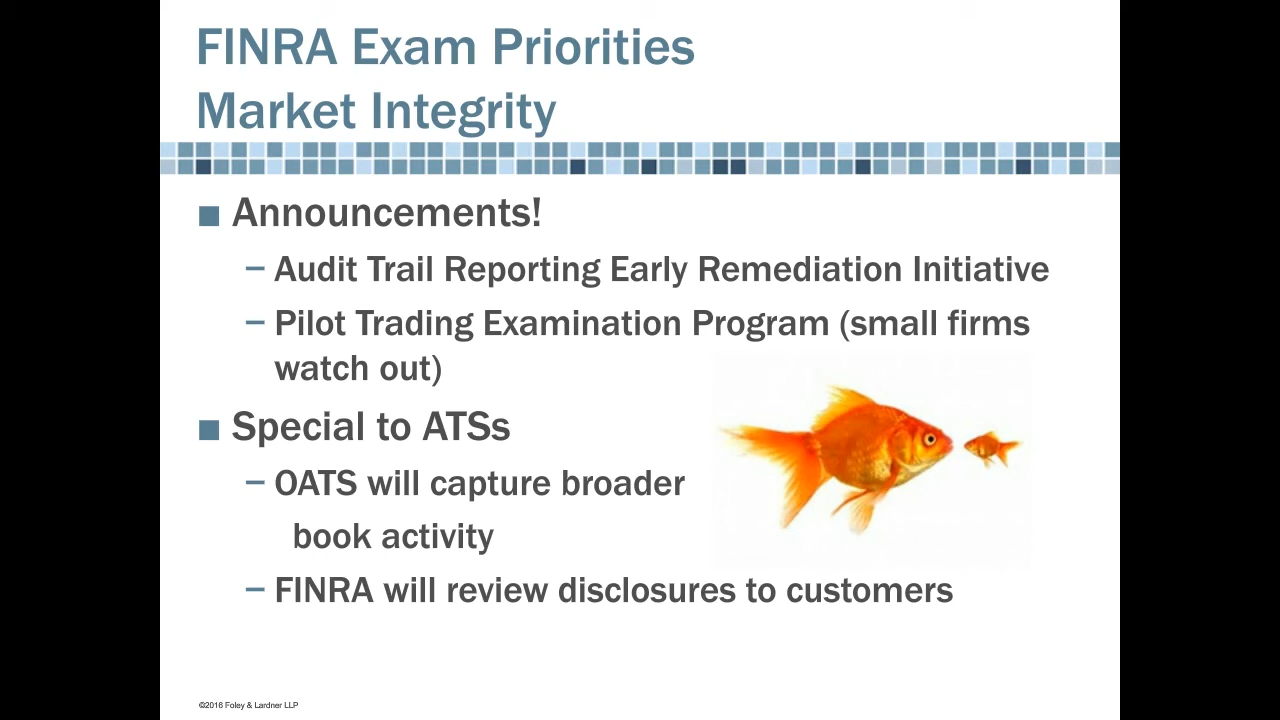 FINRA Exam Priorities
Market Integrity
■ Announcements!
– Audit Trail Reporting Early Remediation Initiative
– Pilot Trading Examination Program (small firms
watch out)
■ Special to ATSs
– OATS will capture broader
book activity
– FINRA will review disclosures to customers
©2016 Foley & Lardner LLP